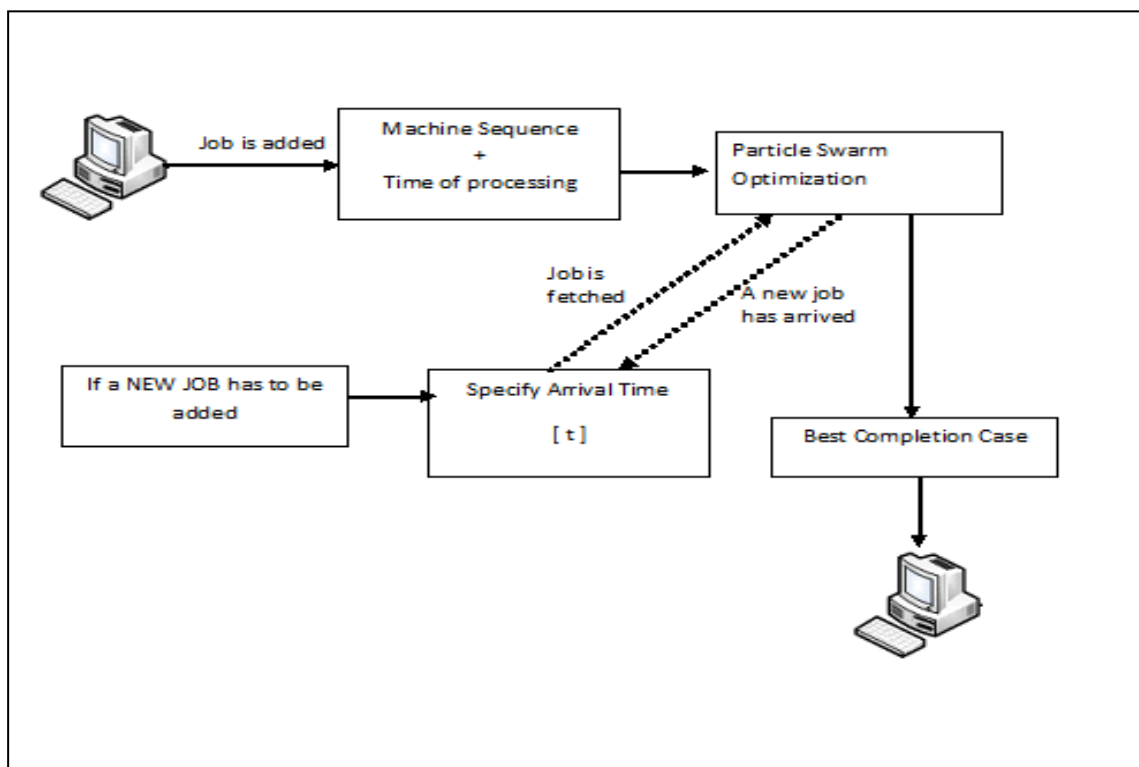 Job is added
Machine Sequence
+
Time of processing
Particle Swarm
Optimization
Job is
fetched
A new job
has arrived
If a NEW JOB has to be
added
Specify Arrival Time
[ t ]
Best Completion Case